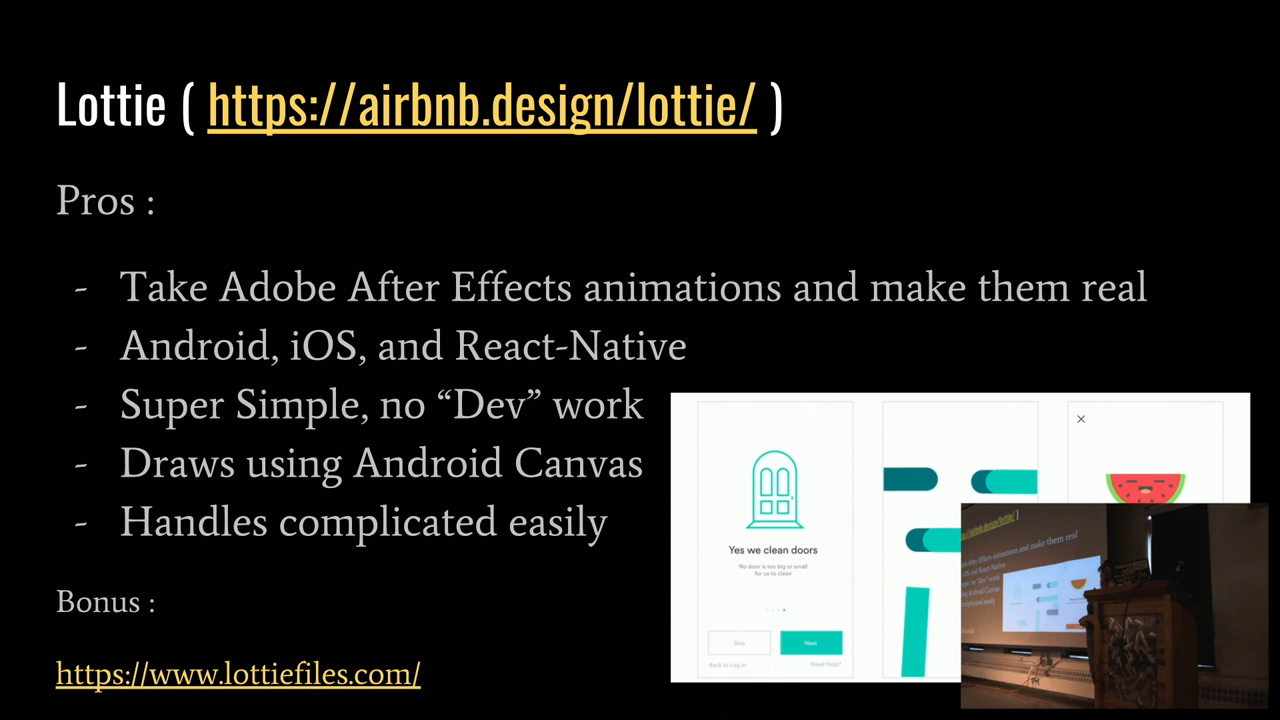 Lottie ( https://airbnb.design/lottie/ )
Pros :
- Take Adobe After Effects animations and make them real
- Android, iOS, and React-Native
- Super Simple, no “Dev” work
- Draws using Android Canvas
- Handles complicated easily
Bonus :
https://www.lottiefiles.com/
Yes we clean doors
No door is too big or small
for us to clean
Skip
Next
Back to Log in
Need Help?